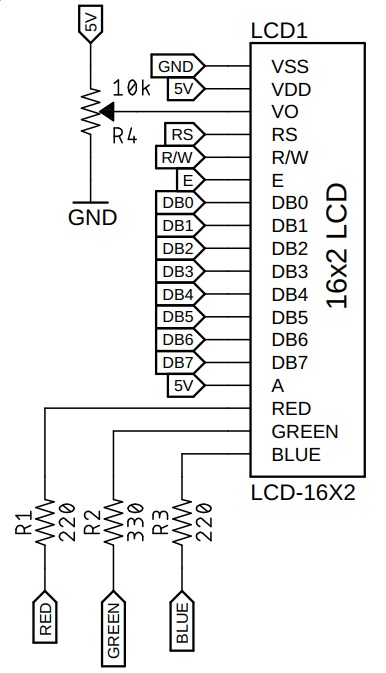 5V
LCD1
GND
VSS
5V
VDD
10k
VO
R4
RS
RS
R/W
R/W
E
E
DB0
DB0
GND
DB1
DB1
DB2
DB2
16x2 LCD
DB3
DB3
DB4
DB4
DB5
DB5
DB6
DB6
DB7
DB7
5V
A
RED
GREEN
BLUE
LCD-16X2
R1
220
R2
330
R3
220
RED
GREEN
BLUE